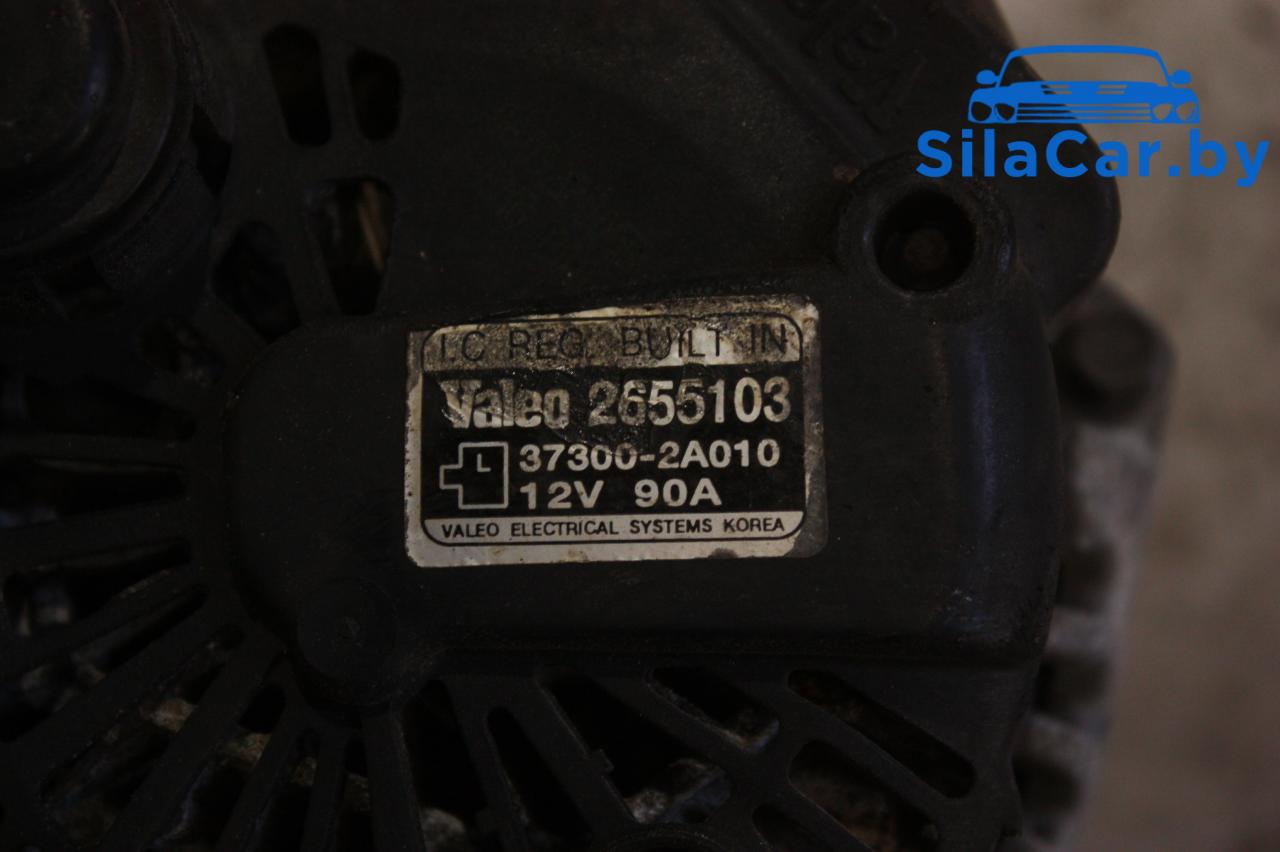 SilaCar.by
I.C REG. BUILT IN
Valeo 2655103
L
37300-2A010
12V 90A
VALEO ELECTRICAL SYSTEMS KOREA